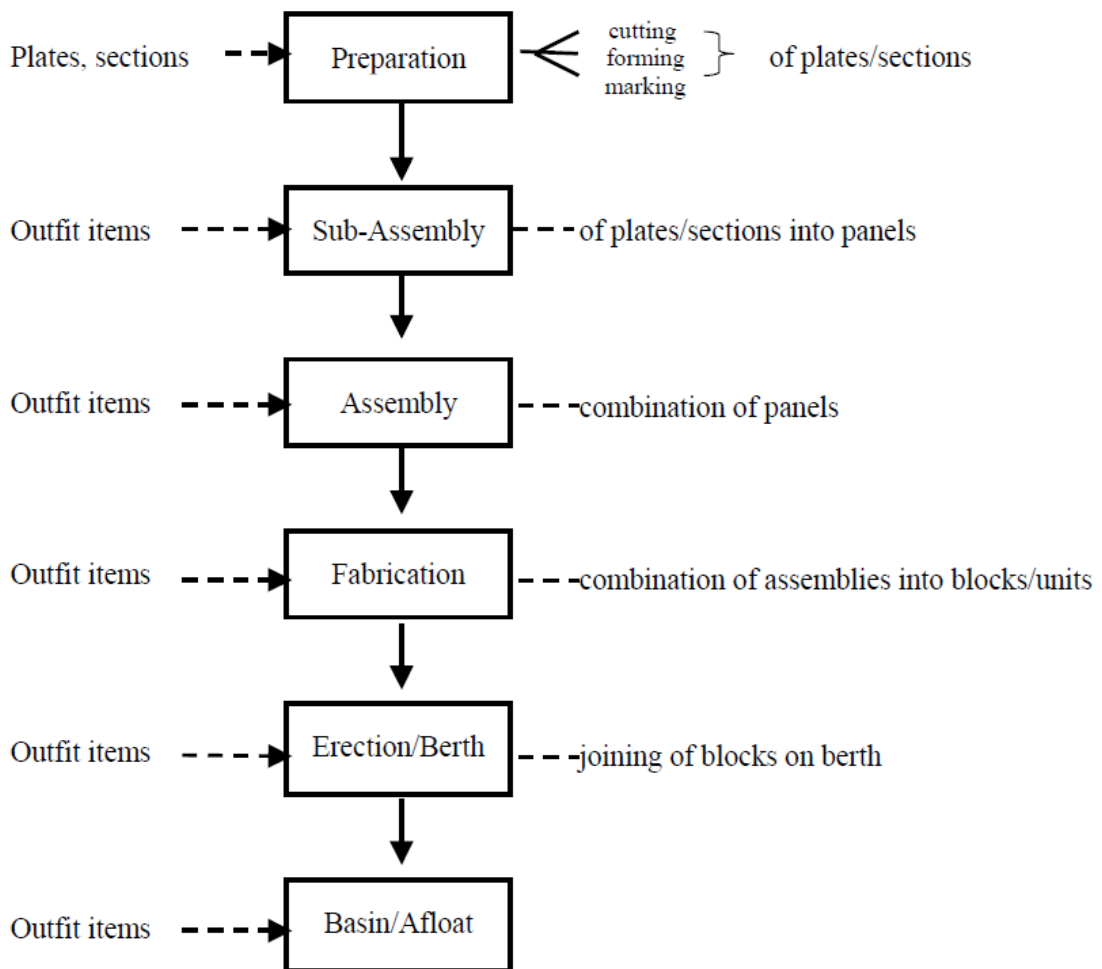 Plates, sections
Preparation
cutting
forming
marking
of plates/sections
Outfit items
Sub-Assembly
of plates/sections into panels
Outfit items
Assembly
combination of panels
Outfit items
Fabrication
combination of assemblies into blocks/units
Outfit items
Erection/Berth
joining of blocks on berth
Outfit items
Basin/Afloat